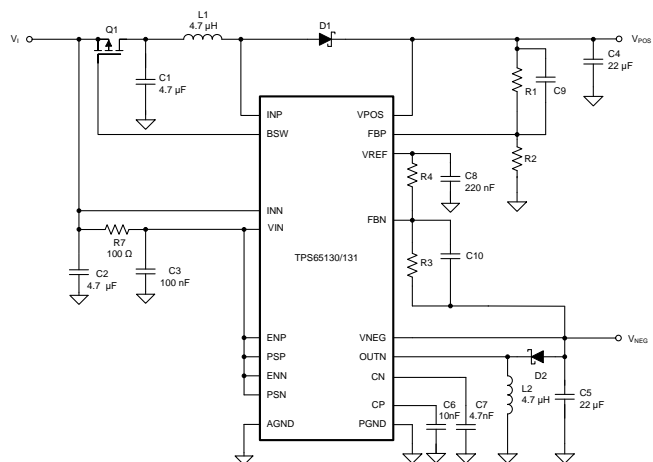 L1
4.7 µH
D1
Q1
V_I
V_POS
C4
22 µF
C1
4.7 µF
R1
C9
INP
VPOS
BSW
FBP
R2
VREF
R4
C8
220 nF
INN
FBN
VIN
R7
100 Ω
TPS65130/131
R3
C10
C2
4.7 µF
C3
100 nF
ENP
VNEG
V_NEG
PSP
OUTN
D2
ENN
CN
L2
4.7 µH
C5
22 µF
PSN
CP
C6
10nF
C7
4.7nF
AGND
PGND